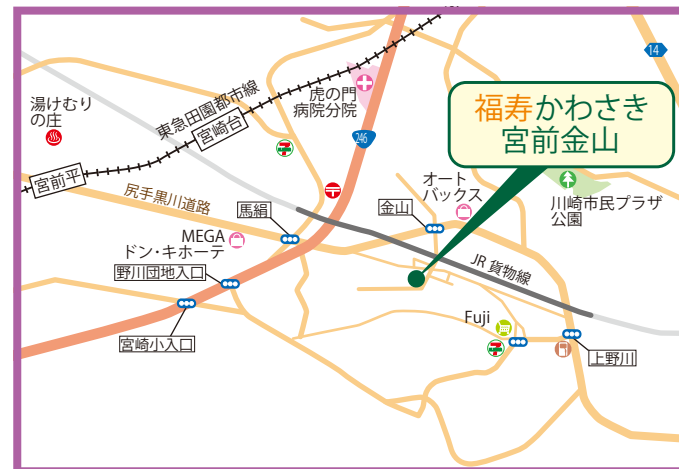 14
湯けむり
の庄
東急田園都市線
虎の門
病院分院
福寿かわさき
宮前金山
宮崎台
246
7
宮前平
尻手黒川道路
オート
バックス
川崎市民プラザ
公園
馬絹
金山
MEGA
ドン・キホーテ
JR 貨物線
野川団地入口
Fuji
宮崎小入口
7
上野川